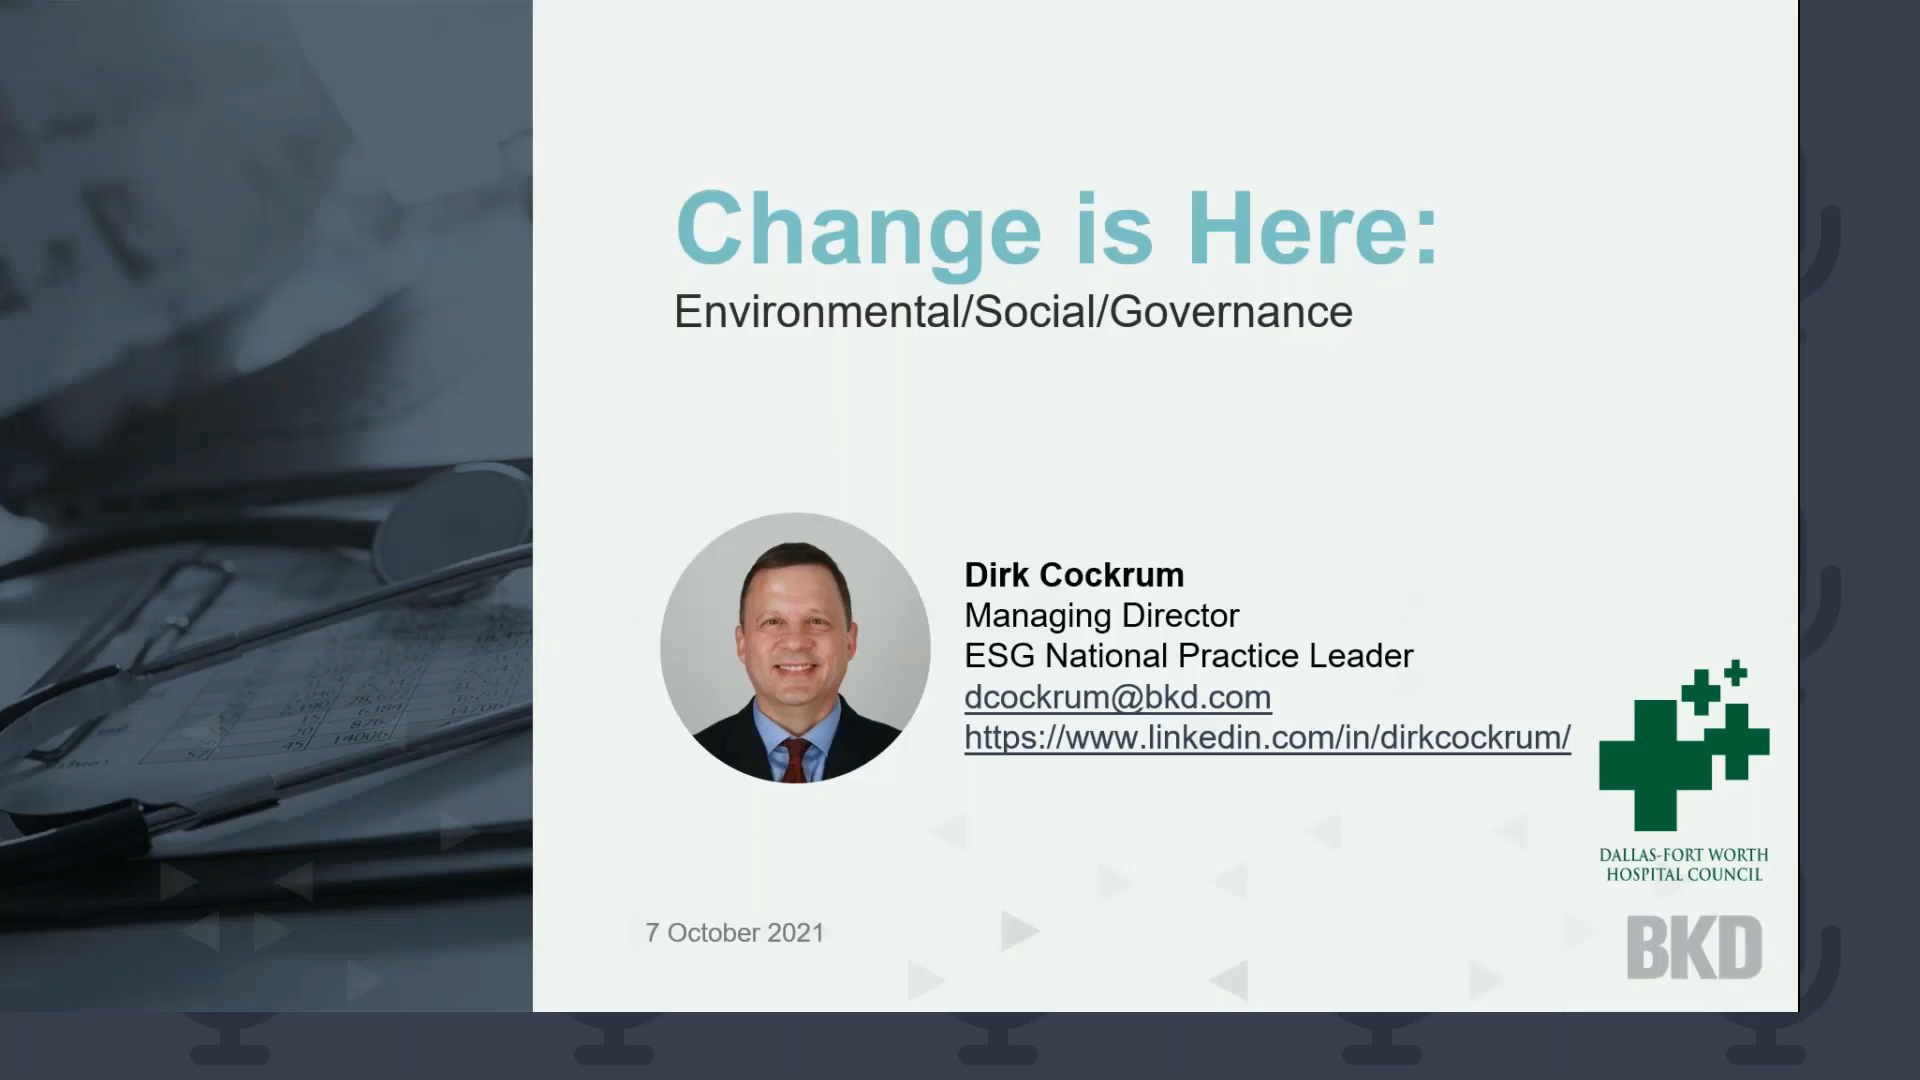 Change is Here:
Environmental/Social/Governance
Dirk Cockrum
Managing Director
ESG National Practice Leader
dcockrum@bkd.com
https://www.linkedin.com/in/dirkcockrum/
DALLAS-FORT WORTH
HOSPITAL COUNCIL
7 October 2021
BKD